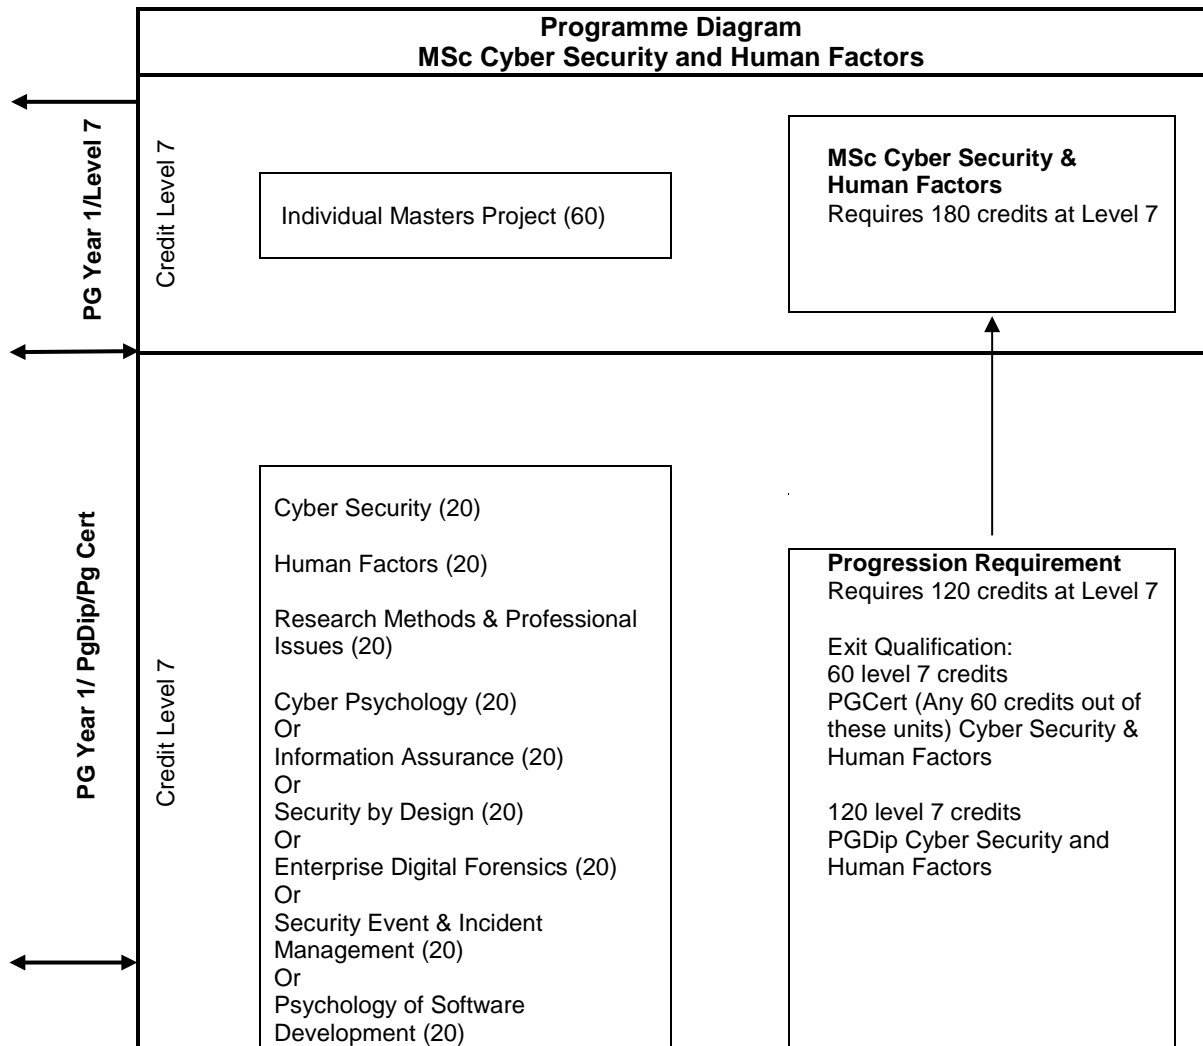 Programme Diagram
MSc Cyber Security and Human Factors
PG Year 1/Level 7
Credit Level 7
Individual Masters Project (60)
MSc Cyber Security &
Human Factors
Requires 180 credits at Level 7
PG Year 1/ PgDip/Pg Cert
Credit Level 7
Cyber Security (20)
Human Factors (20)
Research Methods & Professional
Issues (20)
Cyber Psychology (20)
Or
Information Assurance (20)
Or
Security by Design (20)
Or
Enterprise Digital Forensics (20)
Or
Security Event & Incident
Management (20)
Or
Psychology of Software
Development (20)
Progression Requirement
Requires 120 credits at Level 7
Exit Qualification:
60 level 7 credits
PGCert (Any 60 credits out of
these units) Cyber Security &
Human Factors
120 level 7 credits
PGDip Cyber Security and
Human Factors